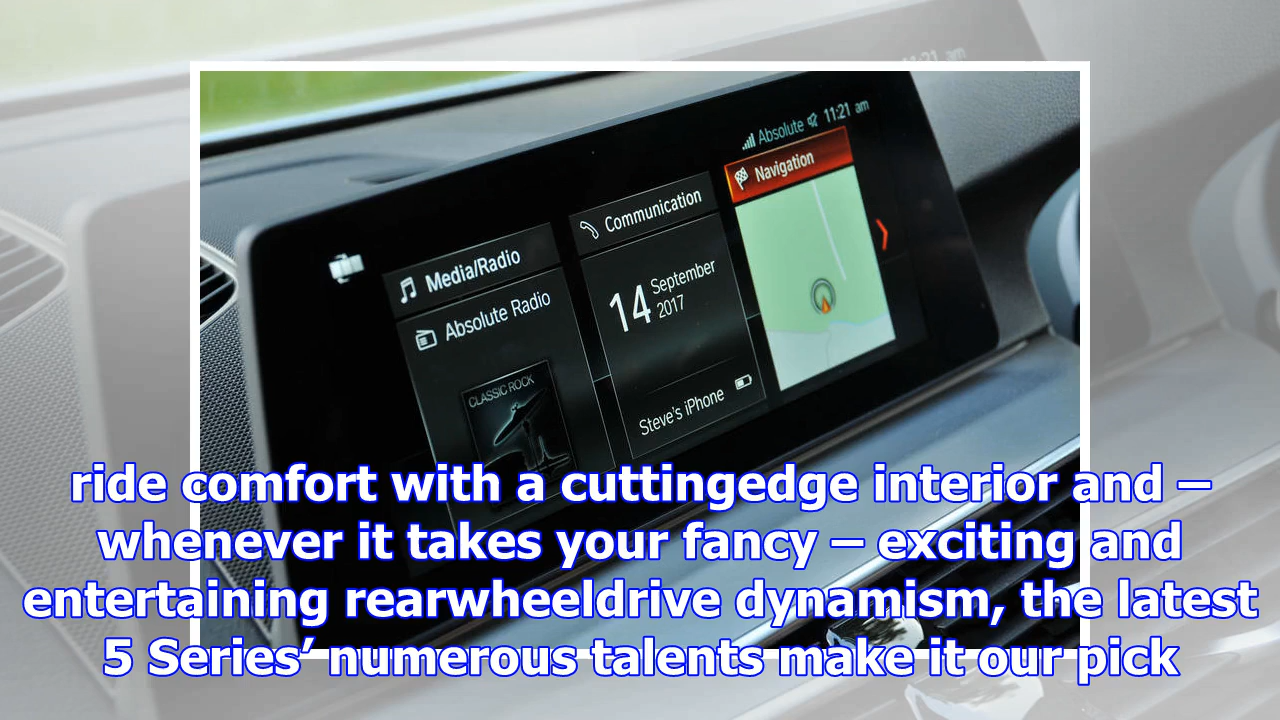 Absolute 11:21 am
Navigation
Communication
Media/Radio
September
14
2017
Absolute Radio
CLASSIC ROCK
Steve's iPhone
ride comfort with a cuttingedge interior and –
whenever it takes your fancy – exciting and
entertaining rearwheeldrive dynamism, the latest
5 Series’ numerous talents make it our pick